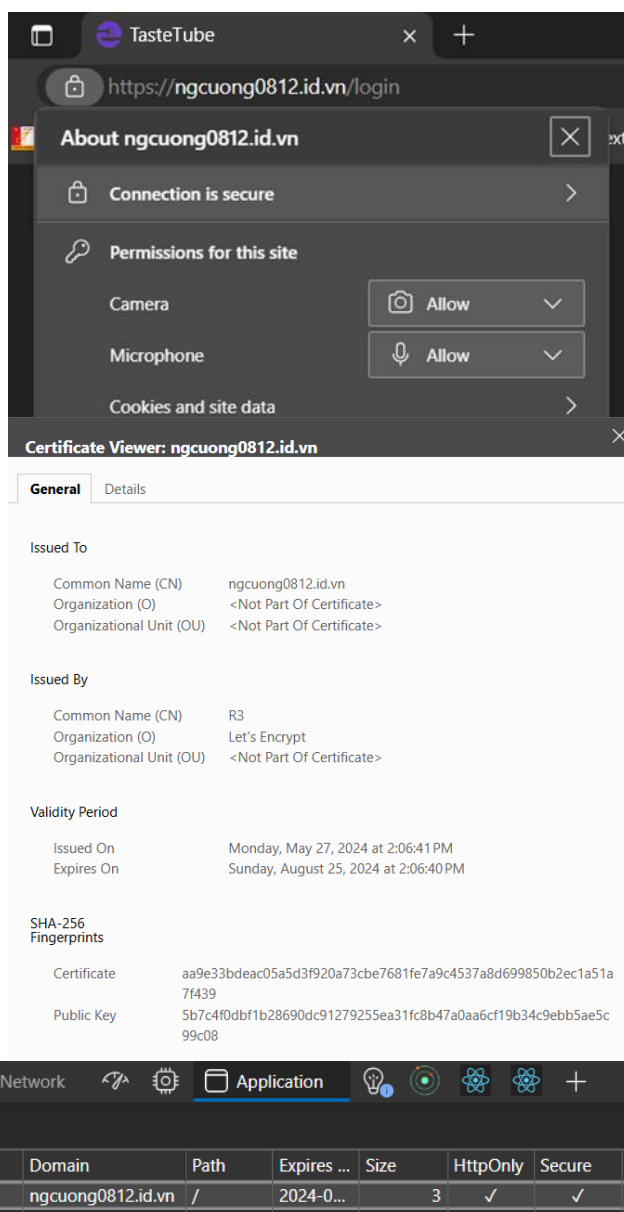 TasteTube
https://ngcuong0812.id.vn/login
About ngcuong0812.id.vn
Connection is secure
Permissions for this site
Camera Allow
Microphone Allow
Cookies and site data
Certificate Viewer: ngcuong0812.id.vn
General Details
Issued To
Common Name (CN) ngcuong0812.id.vn
Organization (O) <Not Part Of Certificate>
Organizational Unit (OU) <Not Part Of Certificate>
Issued By
Common Name (CN) R3
Organization (O) Let's Encrypt
Organizational Unit (OU) <Not Part Of Certificate>
Validity Period
Issued On Monday, May 27, 2024 at 2:06:41 PM
Expires On Sunday, August 25, 2024 at 2:06:40 PM
SHA-256
Fingerprints
Certificate aa9e33bdeac05a5d3f920a73cbe7681fe7a9c4537a8d699850b2ec1a51a
7f439
Public Key 5b7c4f0dbf1b28690dc91279255ea31fc8b47a0aa6cf19b34c9ebb5ae5c
99c08
Network Application
Domain Path Expires ... Size HttpOnly Secure
ngcuong0812.id.vn / 2024-0... 3 ✓ ✓